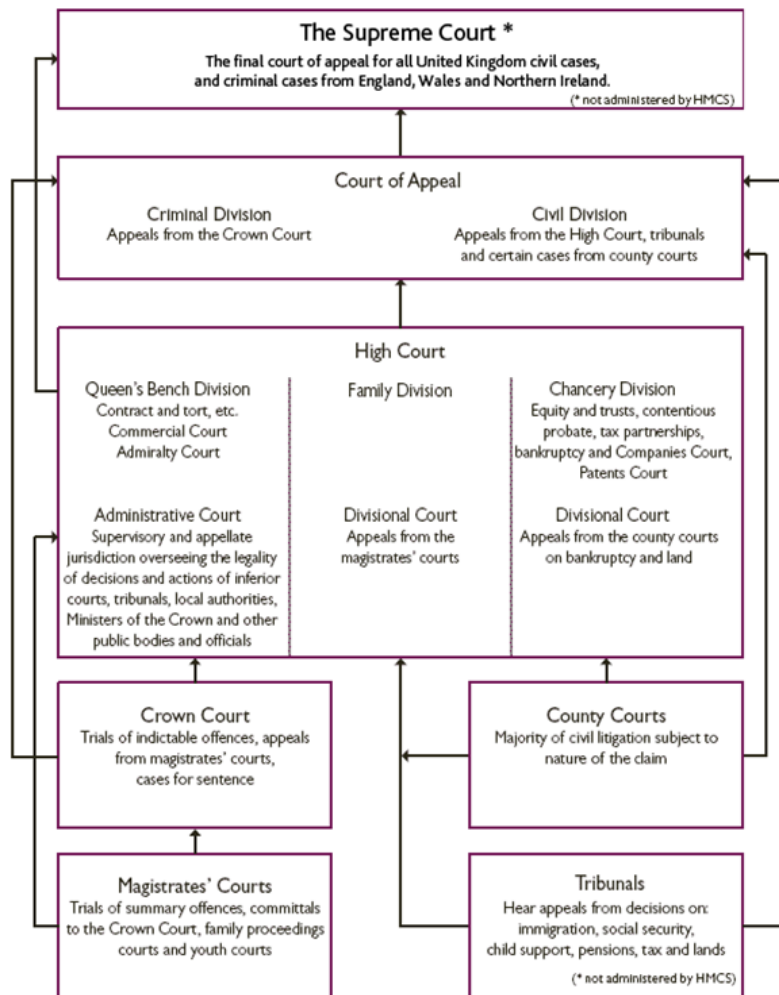 The Supreme Court *
The final court of appeal for all United Kingdom civil cases,
and criminal cases from England, Wales and Northern Ireland.
(* not administered by HMCS)
Court of Appeal
Criminal Division
Appeals from the Crown Court
Civil Division
Appeals from the High Court, tribunals
and certain cases from county courts
High Court
Queen's Bench Division
Contract and tort, etc.
Commercial Court
Admiralty Court
Administrative Court
Supervisory and appellate
jurisdiction overseeing the legality
of decisions and actions of inferior
courts, tribunals, local authorities,
Ministers of the Crown and other
public bodies and officials
Family Division
Divisional Court
Appeals from the
magistrates' courts
Chancery Division
Equity and trusts, contentious
probate, tax partnerships,
bankruptcy and Companies Court,
Patents Court
Divisional Court
Appeals from the county courts
on bankruptcy and land
Crown Court
Trials of indictable offences, appeals
from magistrates' courts,
cases for sentence
County Courts
Majority of civil litigation subject to
nature of the claim
Magistrates' Courts
Trials of summary offences, committals
to the Crown Court, family proceedings
courts and youth courts
Tribunals
Hear appeals from decisions on:
immigration, social security,
child support, pensions, tax and lands
(* not administered by HMCS)